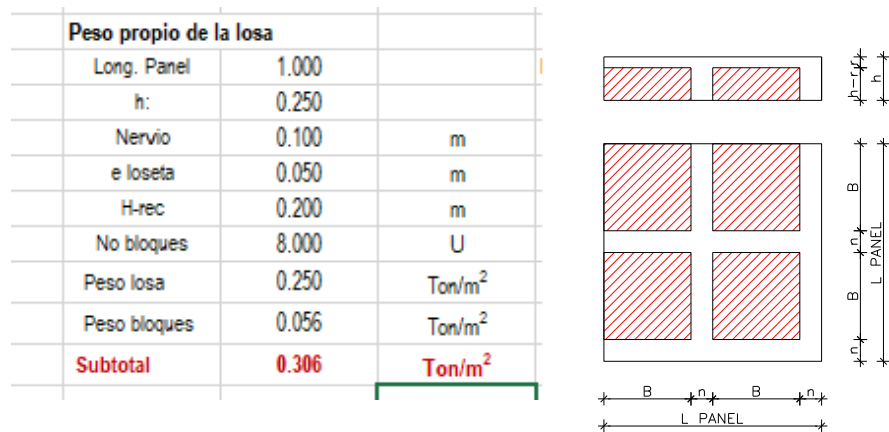 Peso propio de la losa
Long. Panel 1.000
h: 0.250
Nervio 0.100 m
e loseta 0.050 m
H-rec 0.200 m
No bloques 8.000 U
Peso losa 0.250 Ton/m²
Peso bloques 0.056 Ton/m²
Subtotal 0.306 Ton/m²
r
h-r
h
B
n
B
n
L PANEL
B n B n
L PANEL